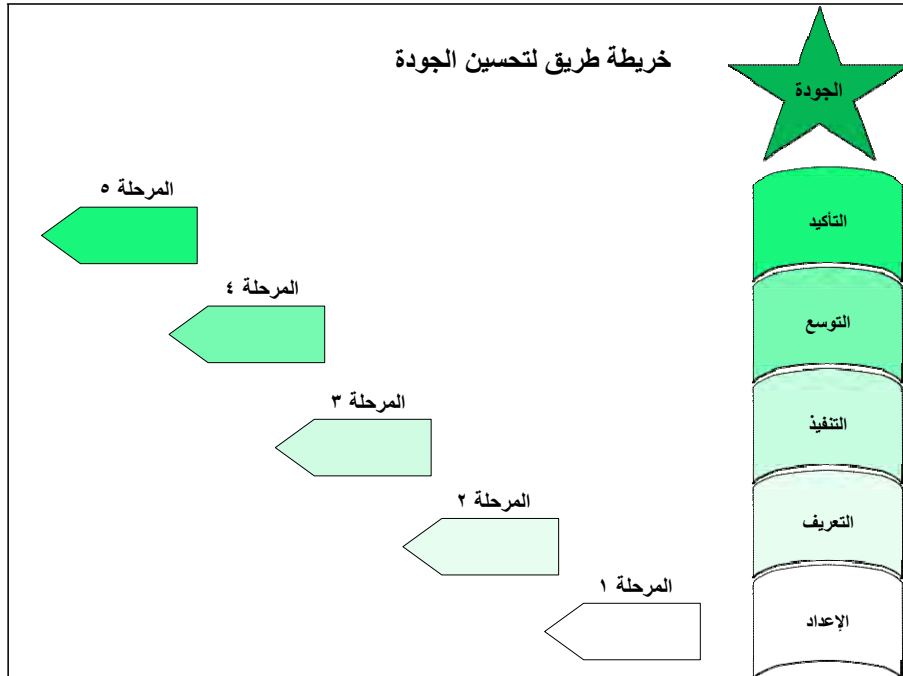 خريطة طريق لتحسين الجودة
الجودة
المرحلة ٥
التأكيد
المرحلة ٤
التوسع
المرحلة ٣
التنفيذ
المرحلة ٢
التعريف
المرحلة ١
الإعداد